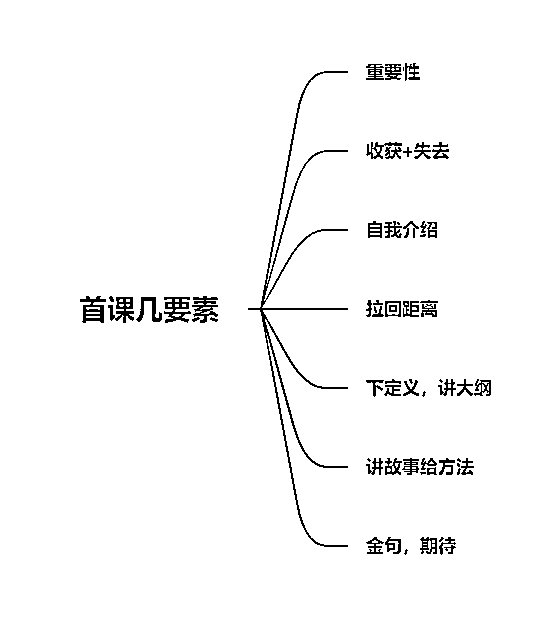 首课几要素
重要性
收获+失去
自我介绍
拉回距离
下定义，讲大纲
讲故事给方法
金句，期待